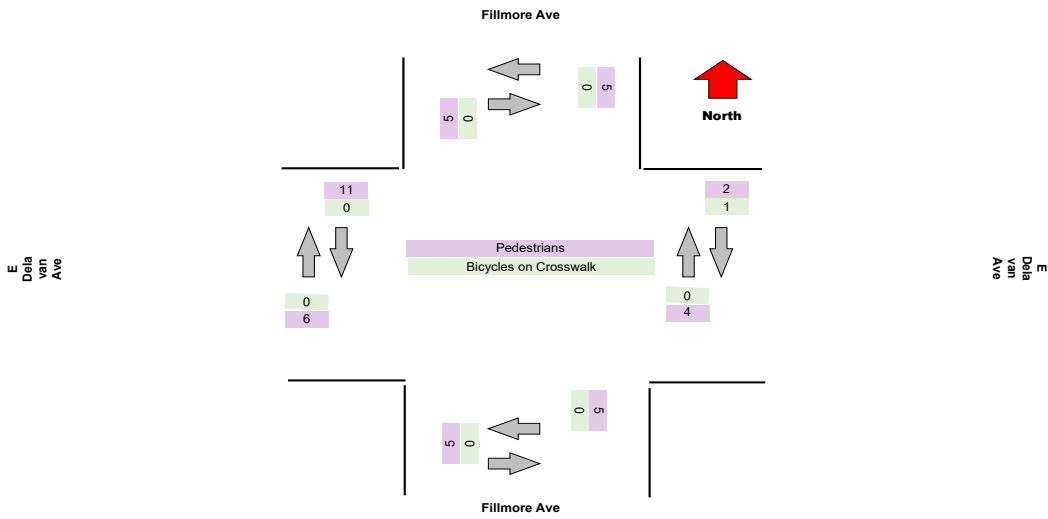 Fillmore Ave
0 5
5 0
North
11
0
2
1
Pedestrians
Bicycles on Crosswalk
E
Dela
van
Ave
E
Dela
van
Ave
0
6
0
4
0 5
5 0
Fillmore Ave